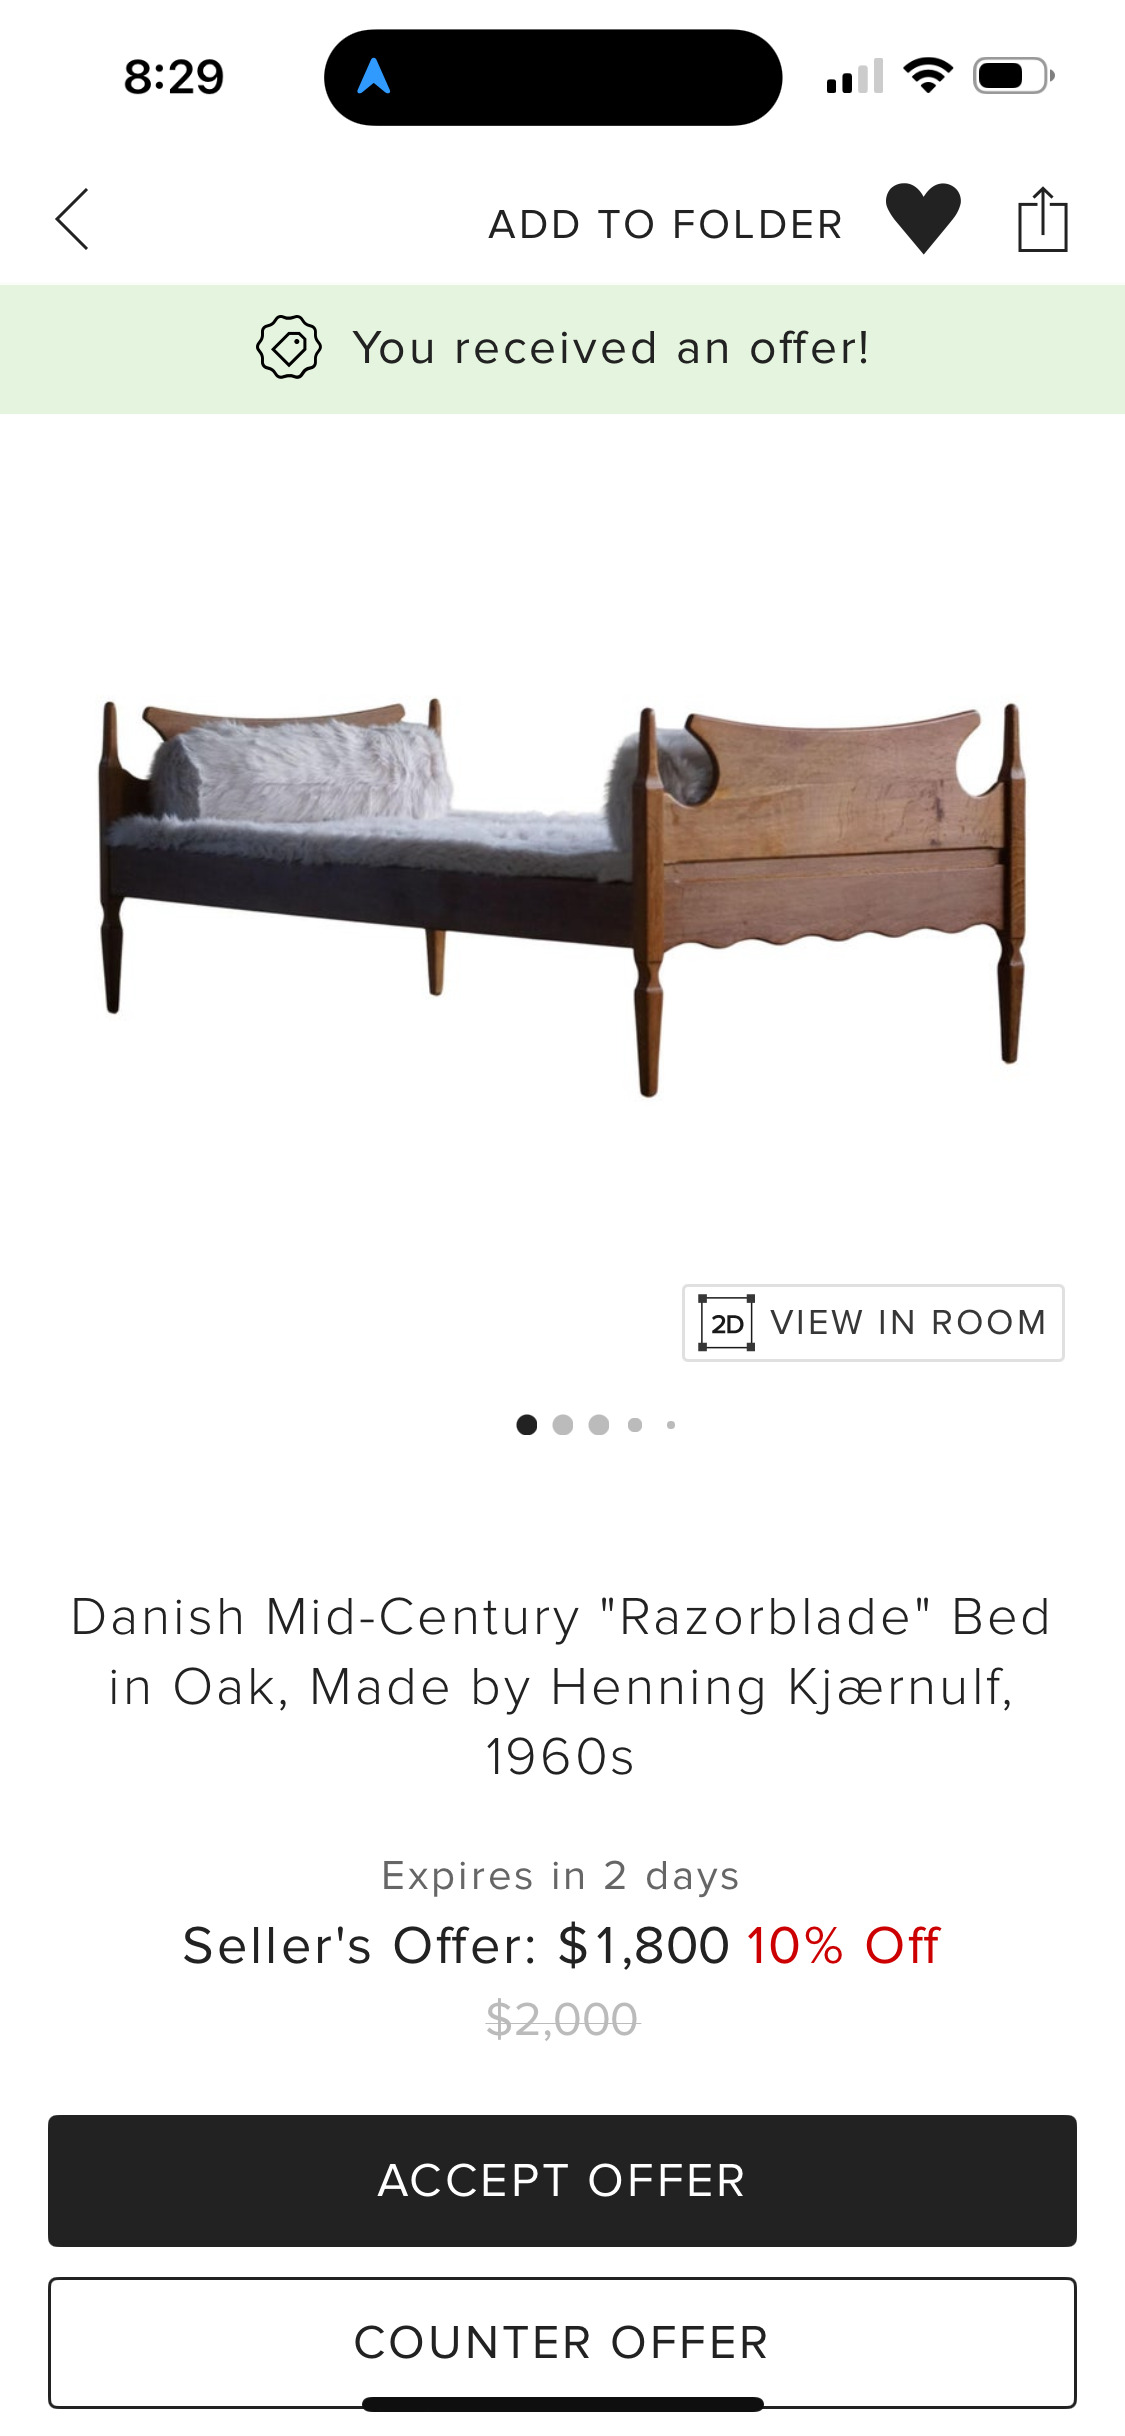 8:29
ADD TO FOLDER
You received an offer!
2D VIEW IN ROOM
Danish Mid-Century "Razorblade" Bed
in Oak, Made by Henning Kjærnulf,
1960s
Expires in 2 days
Seller's Offer: $1,800 10% Off
$2,000
ACCEPT OFFER
COUNTER OFFER